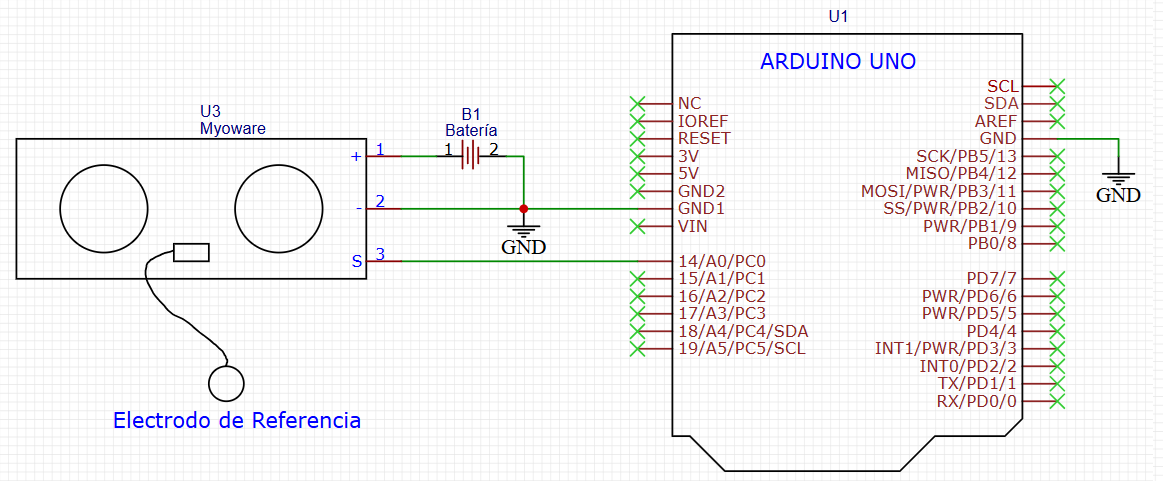 U1
ARDUINO UNO
U3
Myoware
+ 1
- 2
S 3
B1
Batería
1 2
GND
Electrodo de Referencia
NC
IOREF
RESET
3V
5V
GND2
GND1
VIN
14/A0/PC0
15/A1/PC1
16/A2/PC2
17/A3/PC3
18/A4/PC4/SDA
19/A5/PC5/SCL
SCL
SDA
AREF
GND
SCK/PB5/13
MISO/PB4/12
MOSI/PWR/PB3/11
SS/PWR/PB2/10
PWR/PB1/9
PB0/8
PD7/7
PWR/PD6/6
PWR/PD5/5
PD4/4
INT1/PWR/PD3/3
INT0/PD2/2
TX/PD1/1
RX/PD0/0
GND